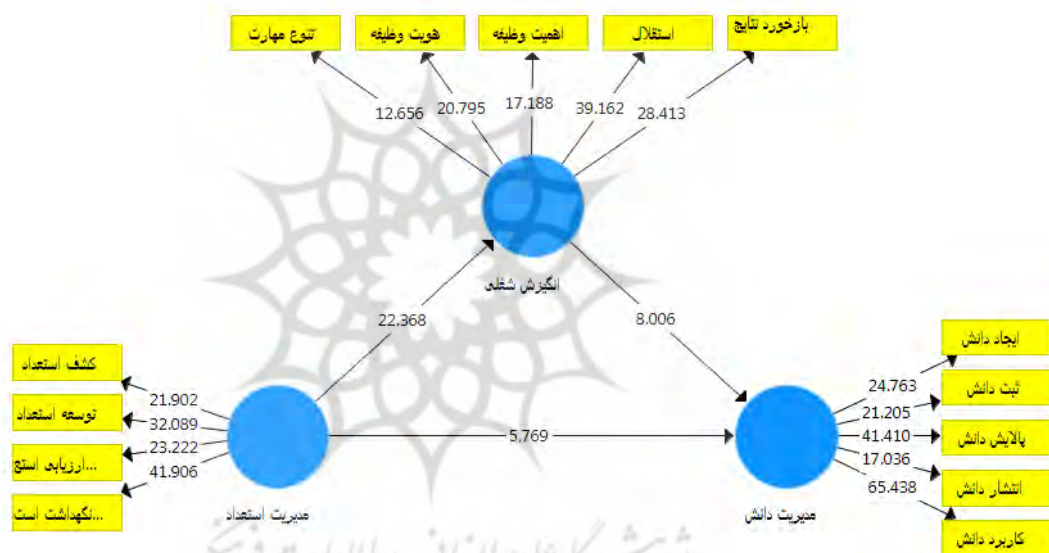 تنوع مهارت
هویت وظیفه
اهمیت وظیفه
استقلال
بازخورد نتایج
12.656
20.795
17.188
39.162
28.413
انگیزش شغلی
22.368
8.006
کشف استعداد
توسعه استعداد
ارزیابی استع...
نگهداشت است...
21.902
32.089
23.222
41.906
مدیریت استعداد
5.769
مدیریت دانش
24.763
21.205
41.410
17.036
65.438
ایجاد دانش
ثبت دانش
پالایش دانش
انتشار دانش
کاربرد دانش